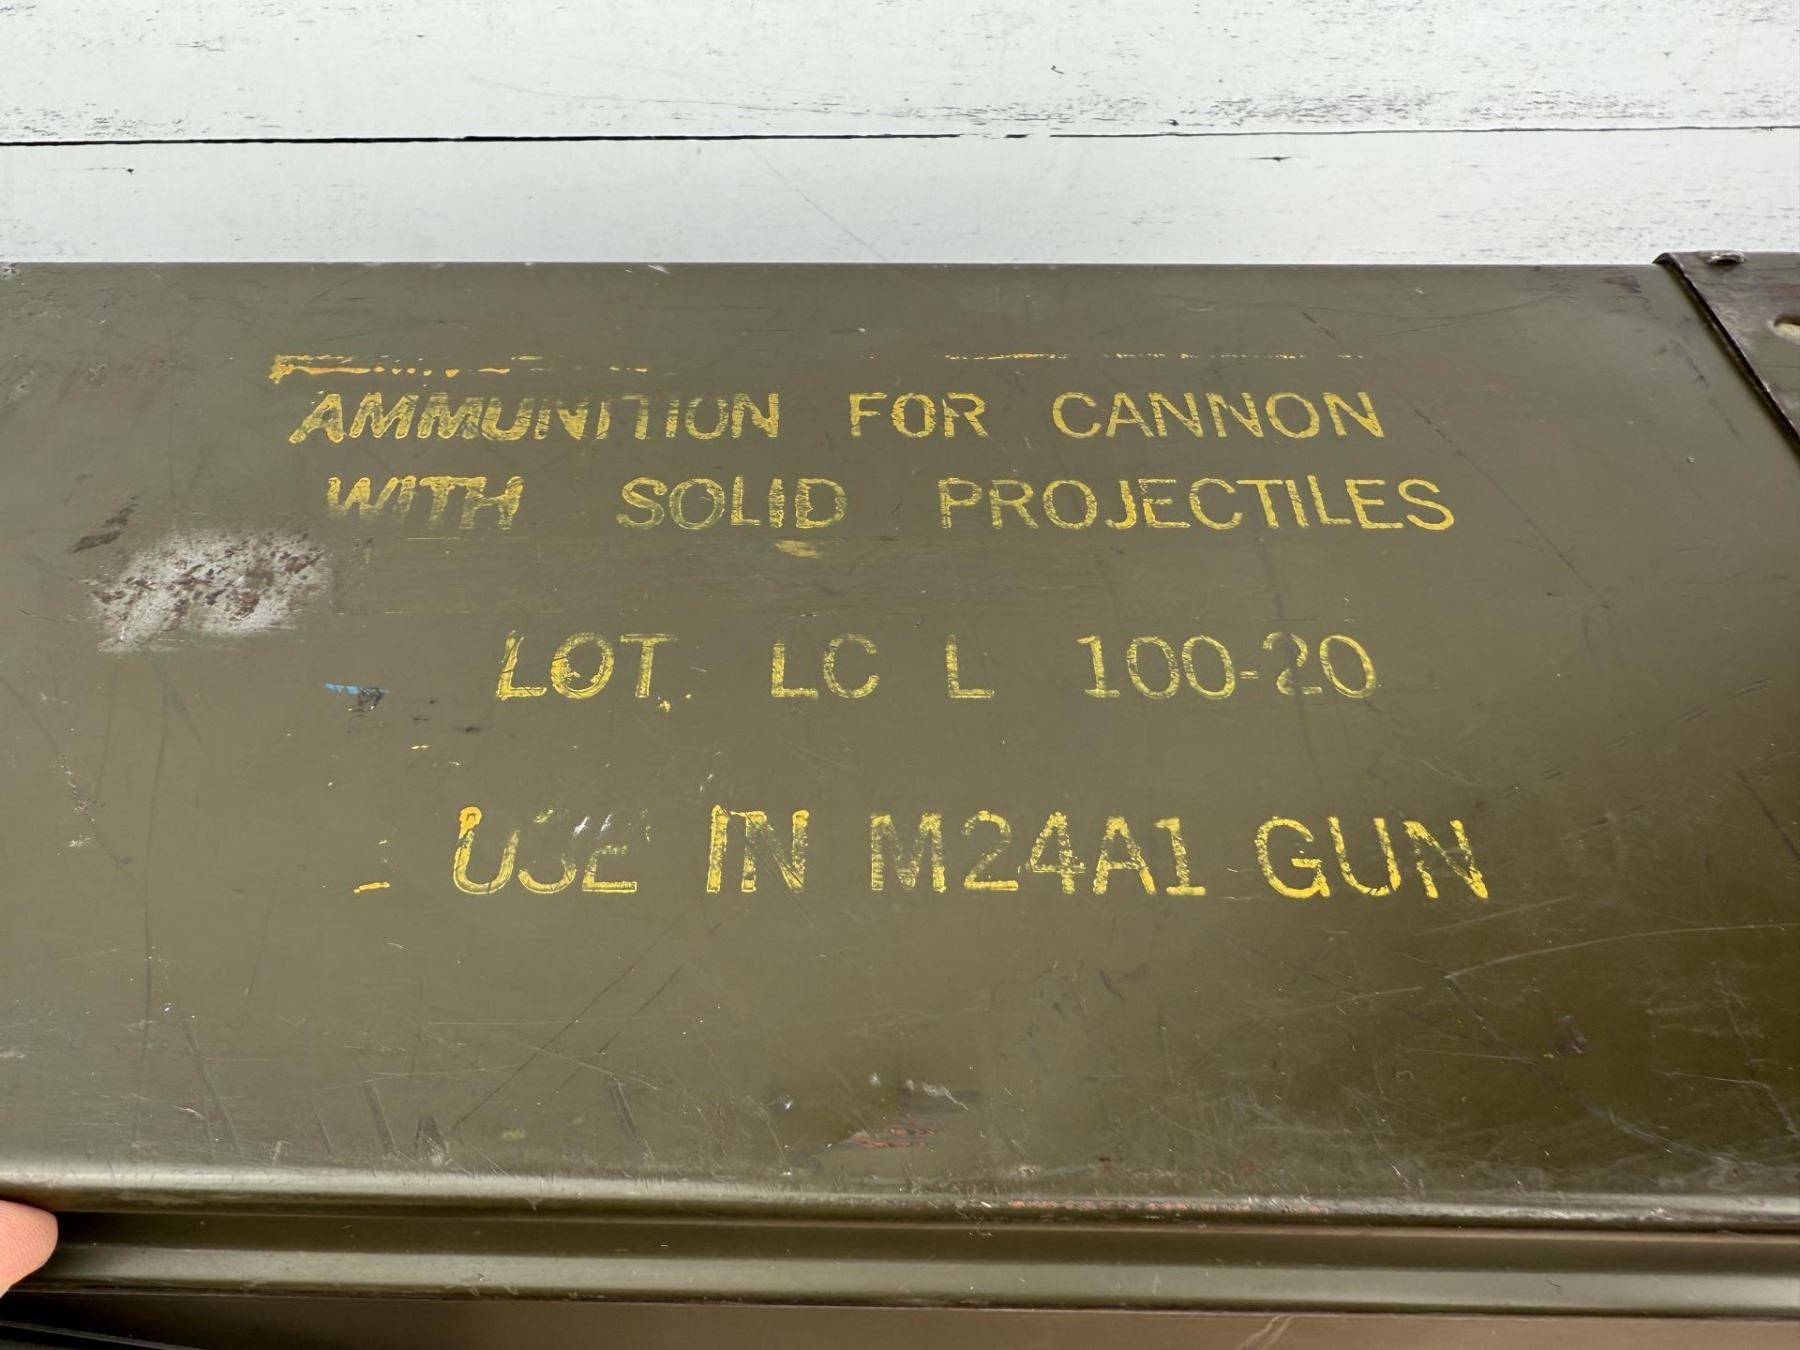 AMMUNITION FOR CANNON
WITH SOLID PROJECTILES
LOT LC L 100-20
USE IN M24A1 GUN